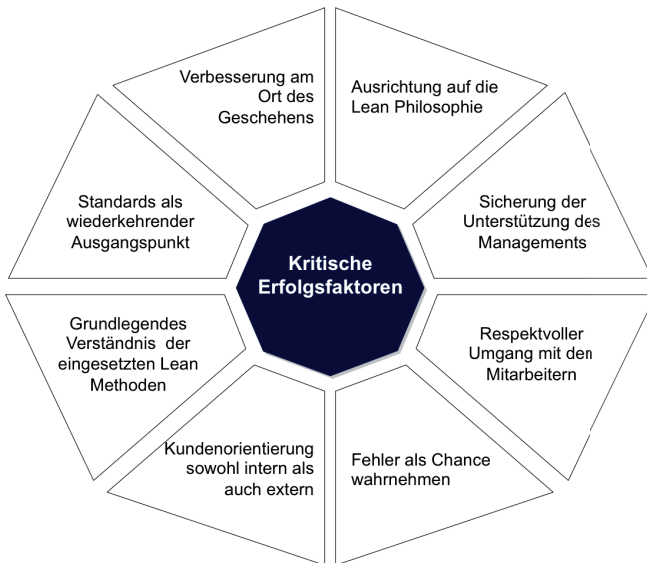 Verbesserung am
Ort des
Geschehens
Ausrichtung auf die
Lean Philosophie
Standards als
wiederkehrender
Ausgangspunkt
Sicherung der
Unterstützung des
Managements
Kritische
Erfolgsfaktoren
Grundlegendes
Verständnis der
eingesetzten Lean
Methoden
Respektvoller
Umgang mit den
Mitarbeitern
Kundenorientierung
sowohl intern als
auch extern
Fehler als Chance
wahrnehmen